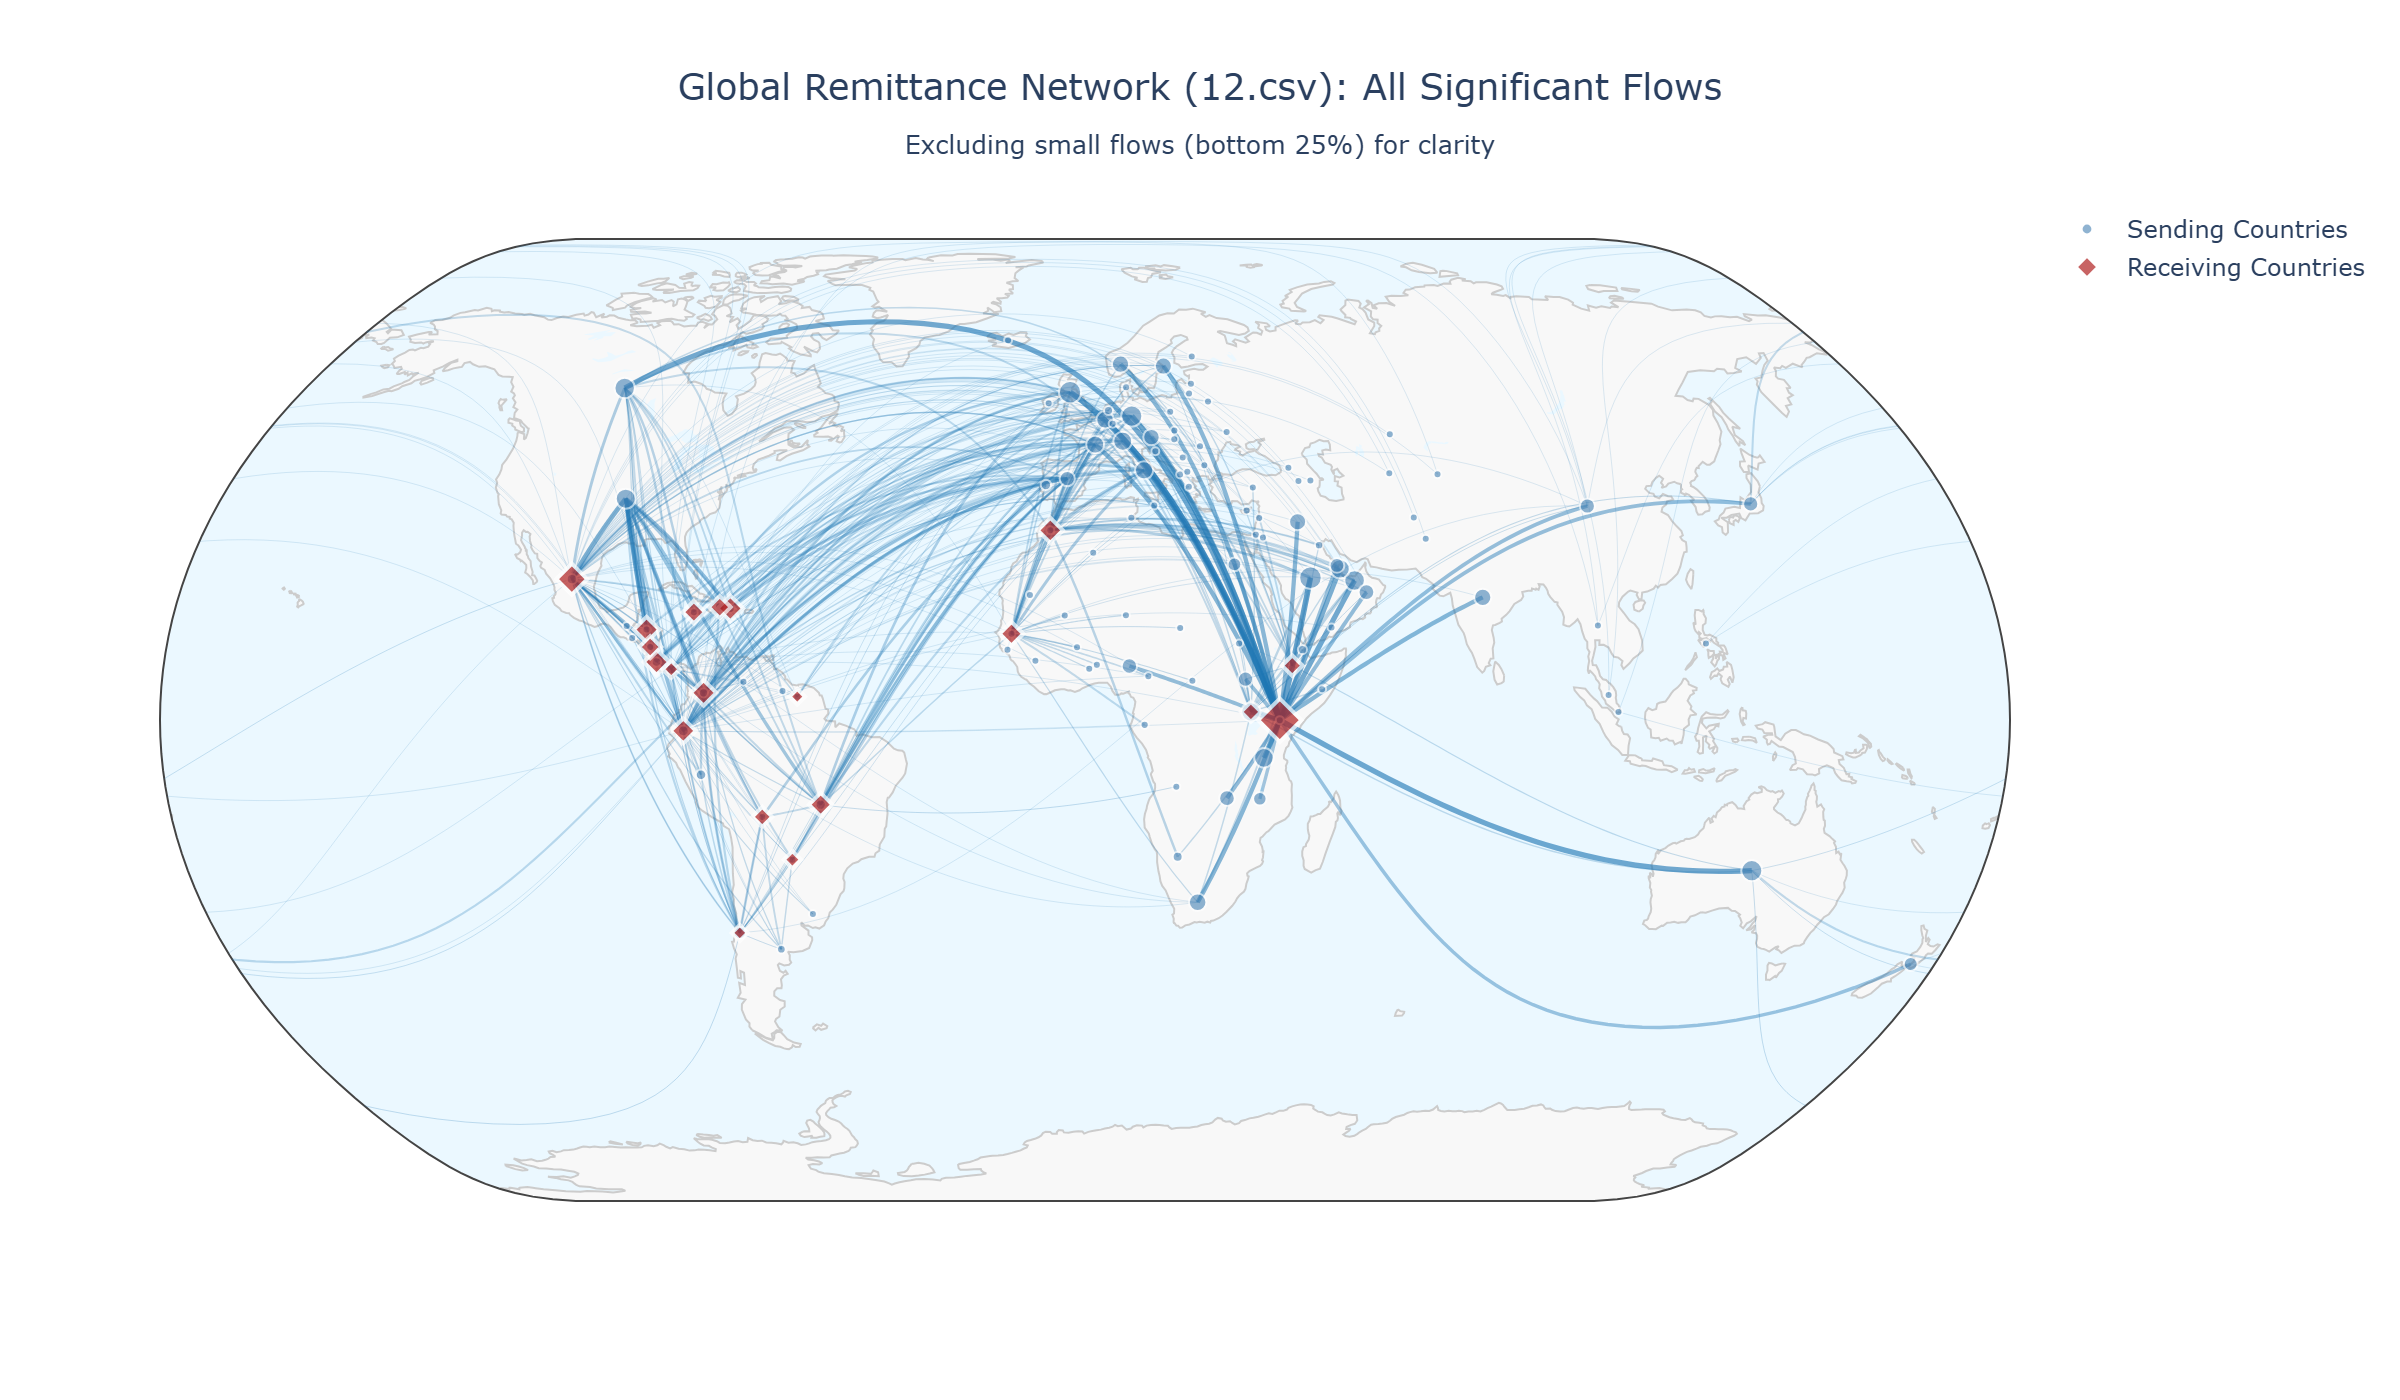 Global Remittance Network (12.csv): All Significant Flows
Excluding small flows (bottom 25%) for clarity
Sending Countries
Receiving Countries